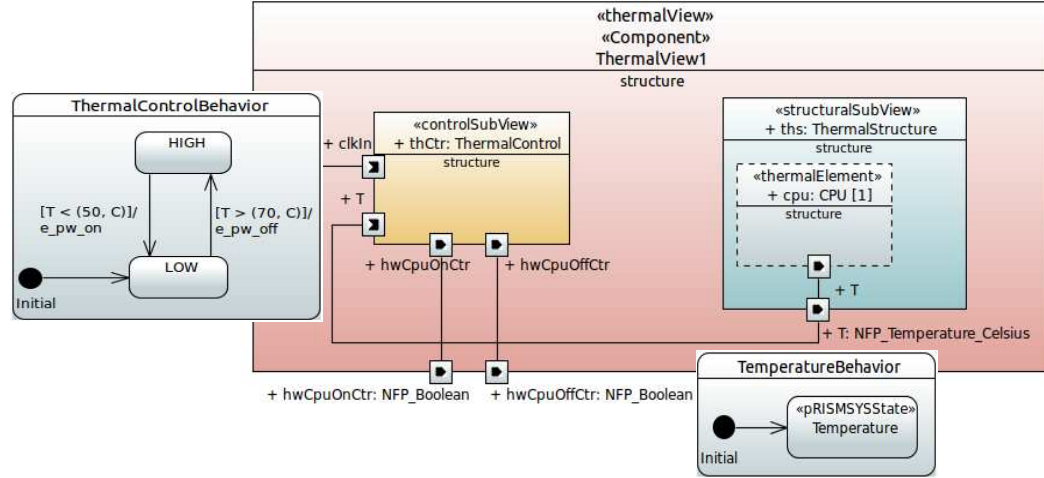 «thermalView»
«Component»
ThermalView1
structure
ThermalControlBehavior
HIGH
[T < (50, C)]/
e_pw_on
[T > (70, C)]/
e_pw_off
LOW
Initial
+ clkIn
+ T
«controlSubView»
+ thCtr: ThermalControl
structure
+ hwCpuOnCtr
+ hwCpuOffCtr
«structuralSubView»
+ ths: ThermalStructure
structure
«thermalElement»
+ cpu: CPU [1]
structure
+ T
+ T: NFP_Temperature_Celsius
+ hwCpuOnCtr: NFP_Boolean
+ hwCpuOffCtr: NFP_Boolean
TemperatureBehavior
«pRISMSYSState»
Temperature
Initial